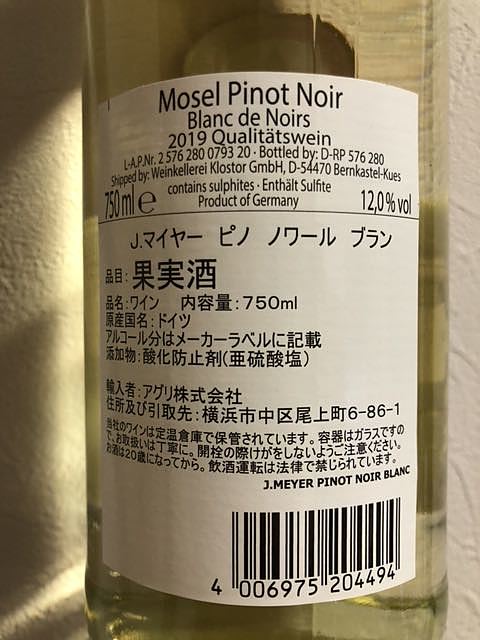 Mosel Pinot Noir
Blanc de Noirs
2019 Qualitätswein
L-A.P.Nr. 2 576 280 0793 20 · Bottled by: D-RP 576 280
Shipped by: Weinkellerei Klostor GmbH, D-54470 Bernkastel-Kues
contains sulphites · Enthält Sulfite
750 ml ℮ Product of Germany 12,0 % vol
J.マイヤー ピノ ノワール ブラン
品目:果実酒
品名:ワイン 内容量:750ml
原産国名:ドイツ
アルコール分はメーカーラベルに記載
添加物:酸化防止剤(亜硫酸塩)
輸入者:アグリ株式会社
住所及び引取先:横浜市中区尾上町6-86-1
当社のワインは定温倉庫で保管されています。容器はガラスですの
で、お取扱いは丁寧に。開栓の際けがをしないようご注意ください。
お酒は20歳になってから。飲酒運転は法律で禁じられています。
J.MEYER PINOT NOIR BLANC
4 006975 204494